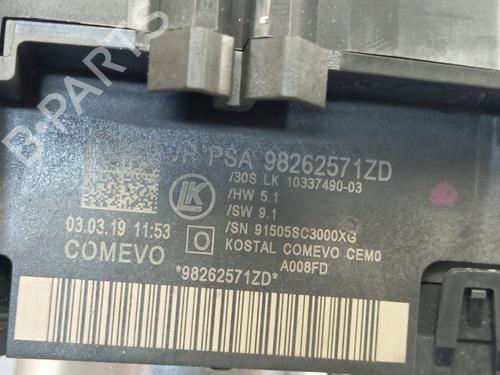 B-PARTS
/P PSA 98262571ZD
/30S LK 10337490-03
/HW 5.1
/SW 9.1
/SN 91505SC3000XG
KOSTAL COMEVO CEM0
A008FD
LK
03.03.19 11:53
COMEVO
*98262571ZD*